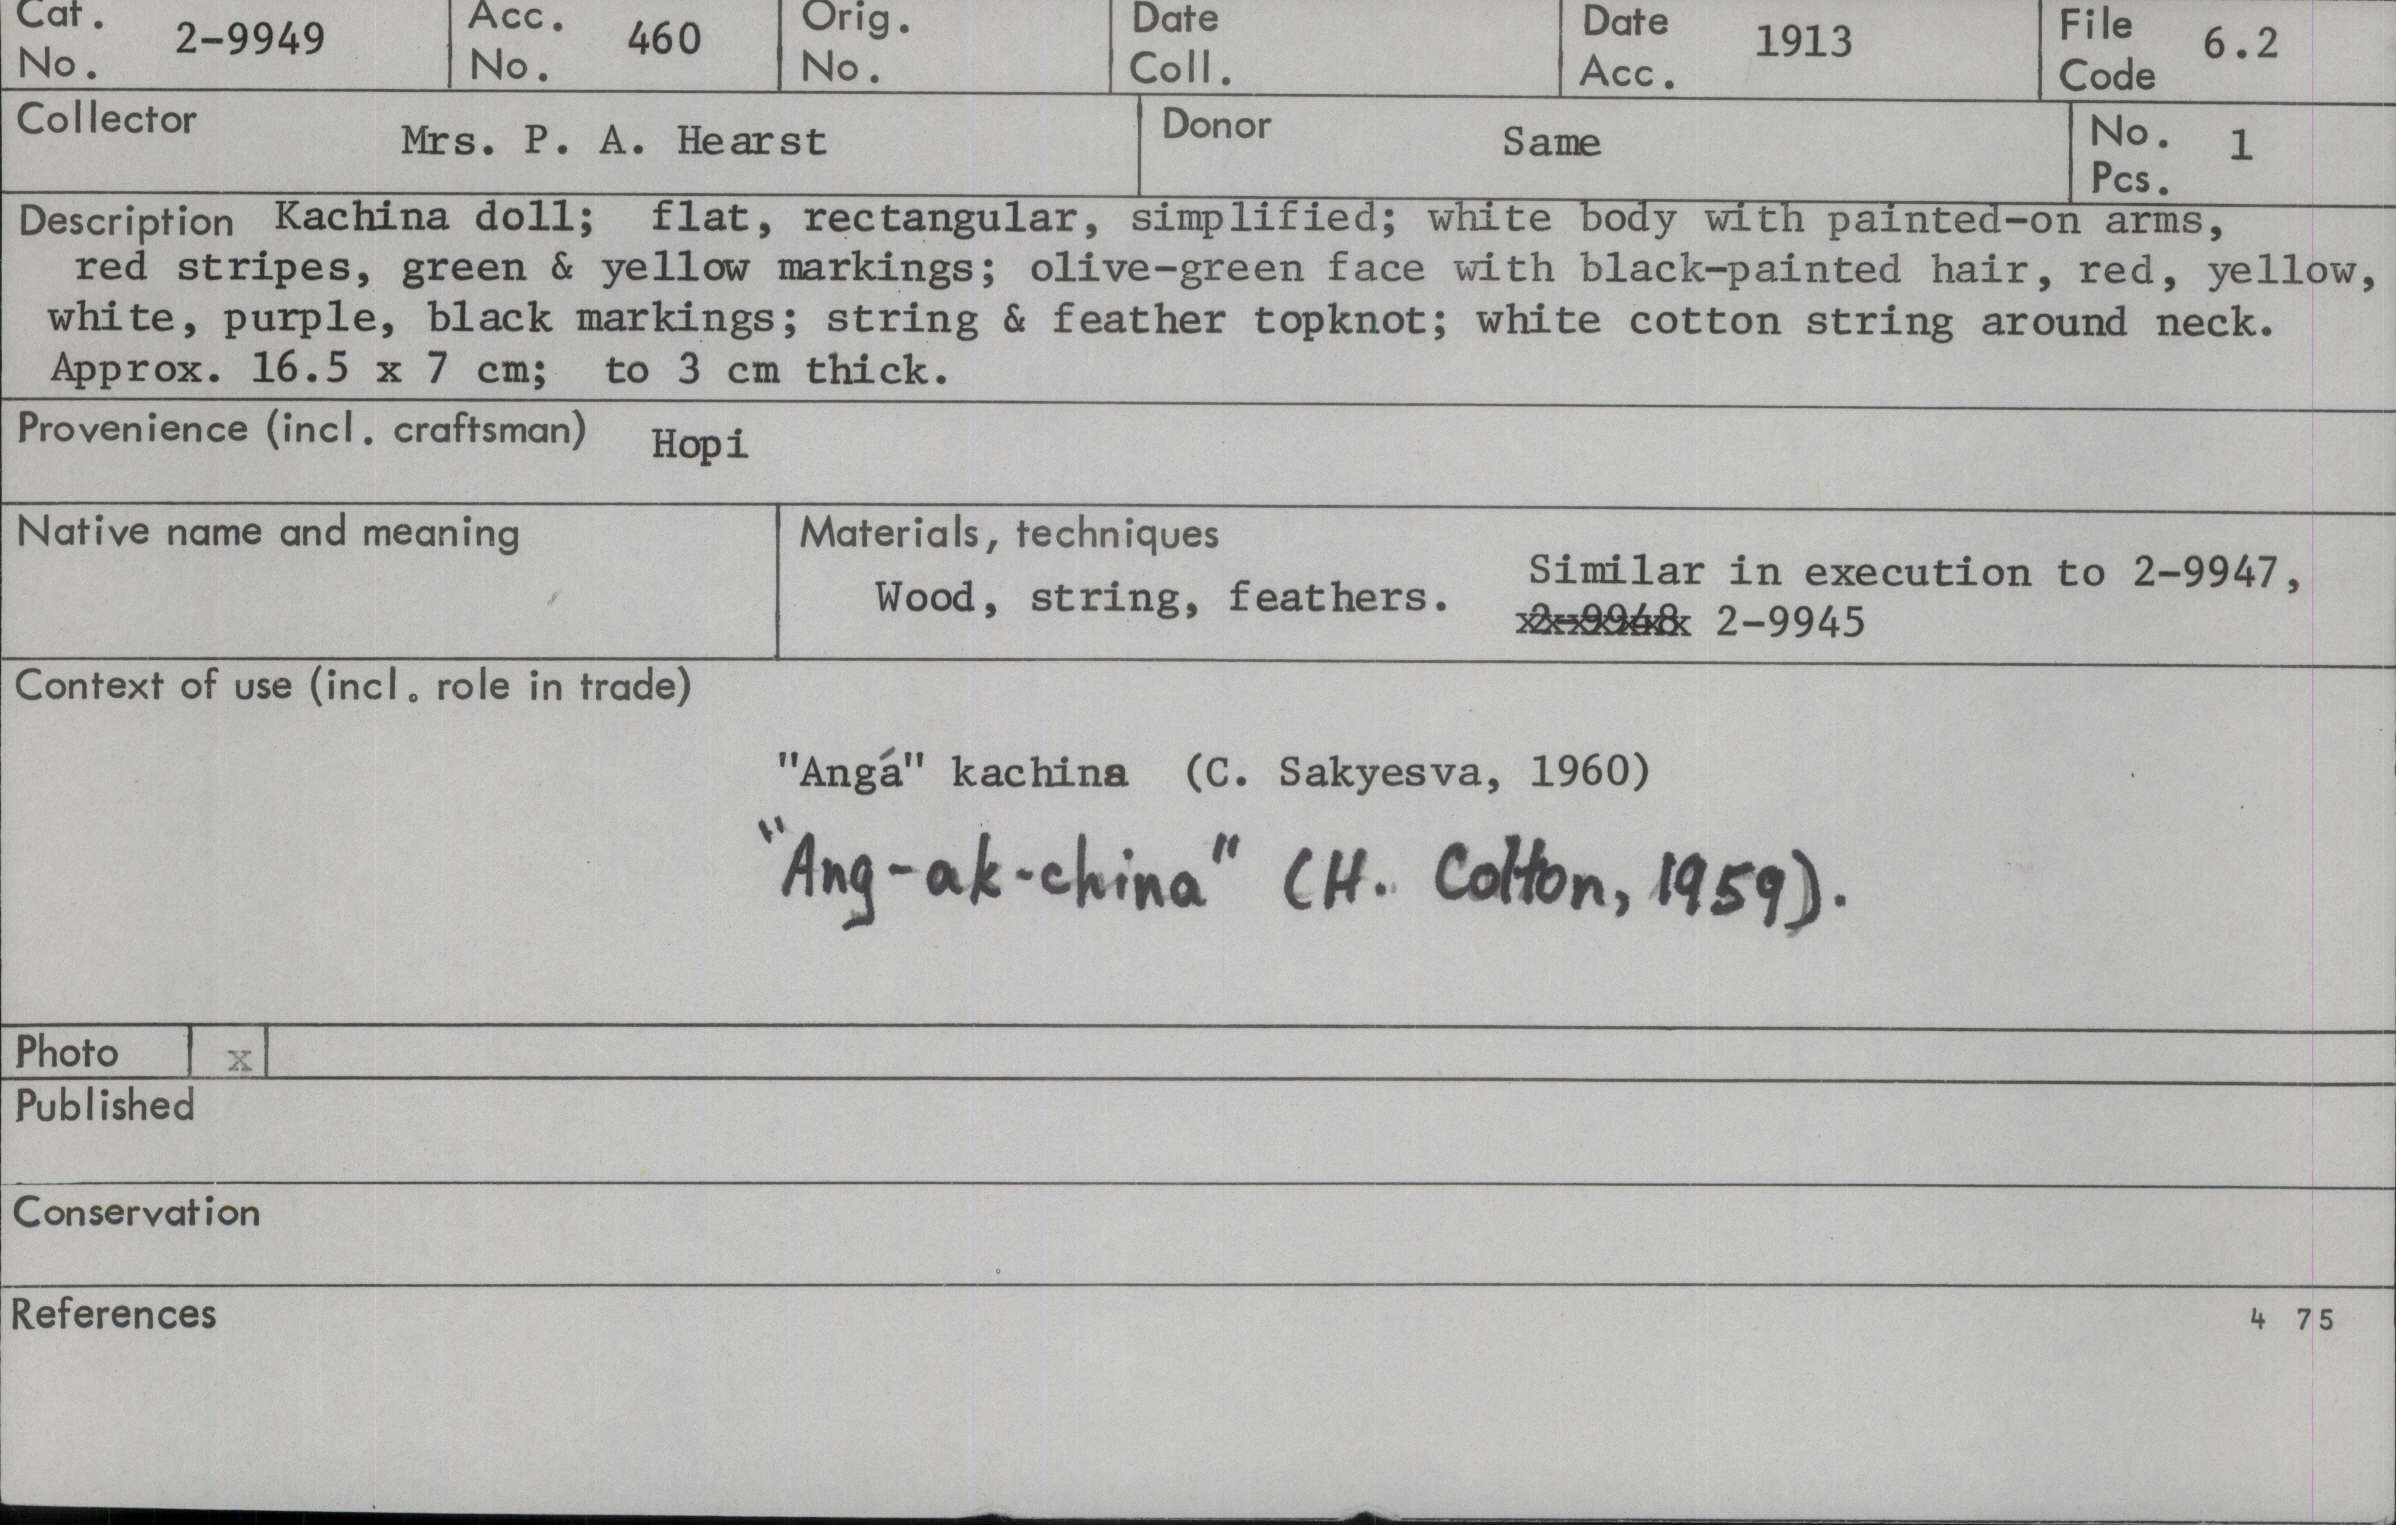 Cat. No. 2-9949 Acc. No. 460 Orig. No. Date Coll. Date Acc. 1913 File Code 6.2
Collector Mrs. P. A. Hearst Donor Same No. Pcs. 1
Description Kachina doll; flat, rectangular, simplified; white body with painted-on arms,
red stripes, green & yellow markings; olive-green face with black-painted hair, red, yellow,
white, purple, black markings; string & feather topknot; white cotton string around neck.
Approx. 16.5 x 7 cm; to 3 cm thick.
Provenience (incl. craftsman) Hopi
Native name and meaning
Materials, techniques
Wood, string, feathers. Similar in execution to 2-9947,
2-9948 2-9945
Context of use (incl. role in trade)
"Angá" kachina (C. Sakyesva, 1960)
"Ang-ak-china" (H. Colton, 1959).
Photo x
Published
Conservation
References 4 75